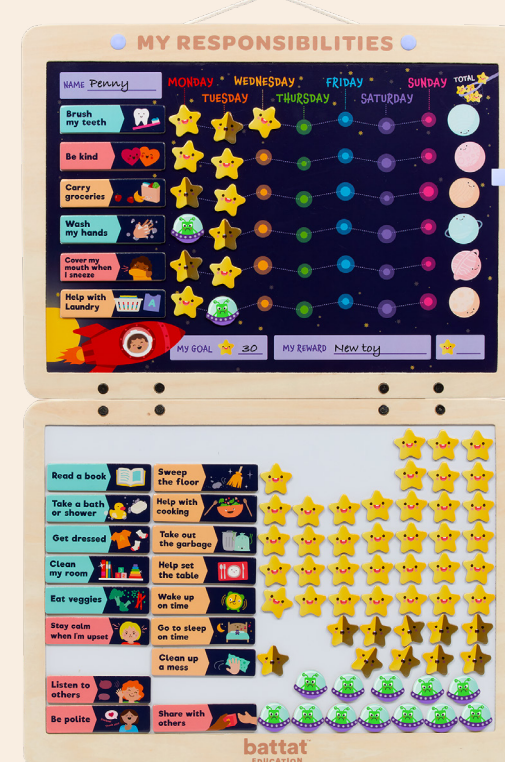 MY RESPONSIBILITIES
NAME Penny
MONDAY
TUESDAY
WEDNESDAY
THURSDAY
FRIDAY
SATURDAY
SUNDAY
TOTAL
Brush
my teeth
Be kind
Carry
groceries
Wash
my hands
Cover my
mouth when
I sneeze
Help with
laundry
A
MY GOAL 30
MY REWARD New toy
Read a book
Sweep
the floor
Take a bath
or shower
Help with
cooking
Get dressed
Take out
the garbage
Clean
my room
Help set
the table
Eat veggies
Wake up
on time
Stay calm
when I'm upset
Go to sleep
on time
Clean up
a mess
Listen to
others
Be polite
Share with
others
battat™
EDUCATION